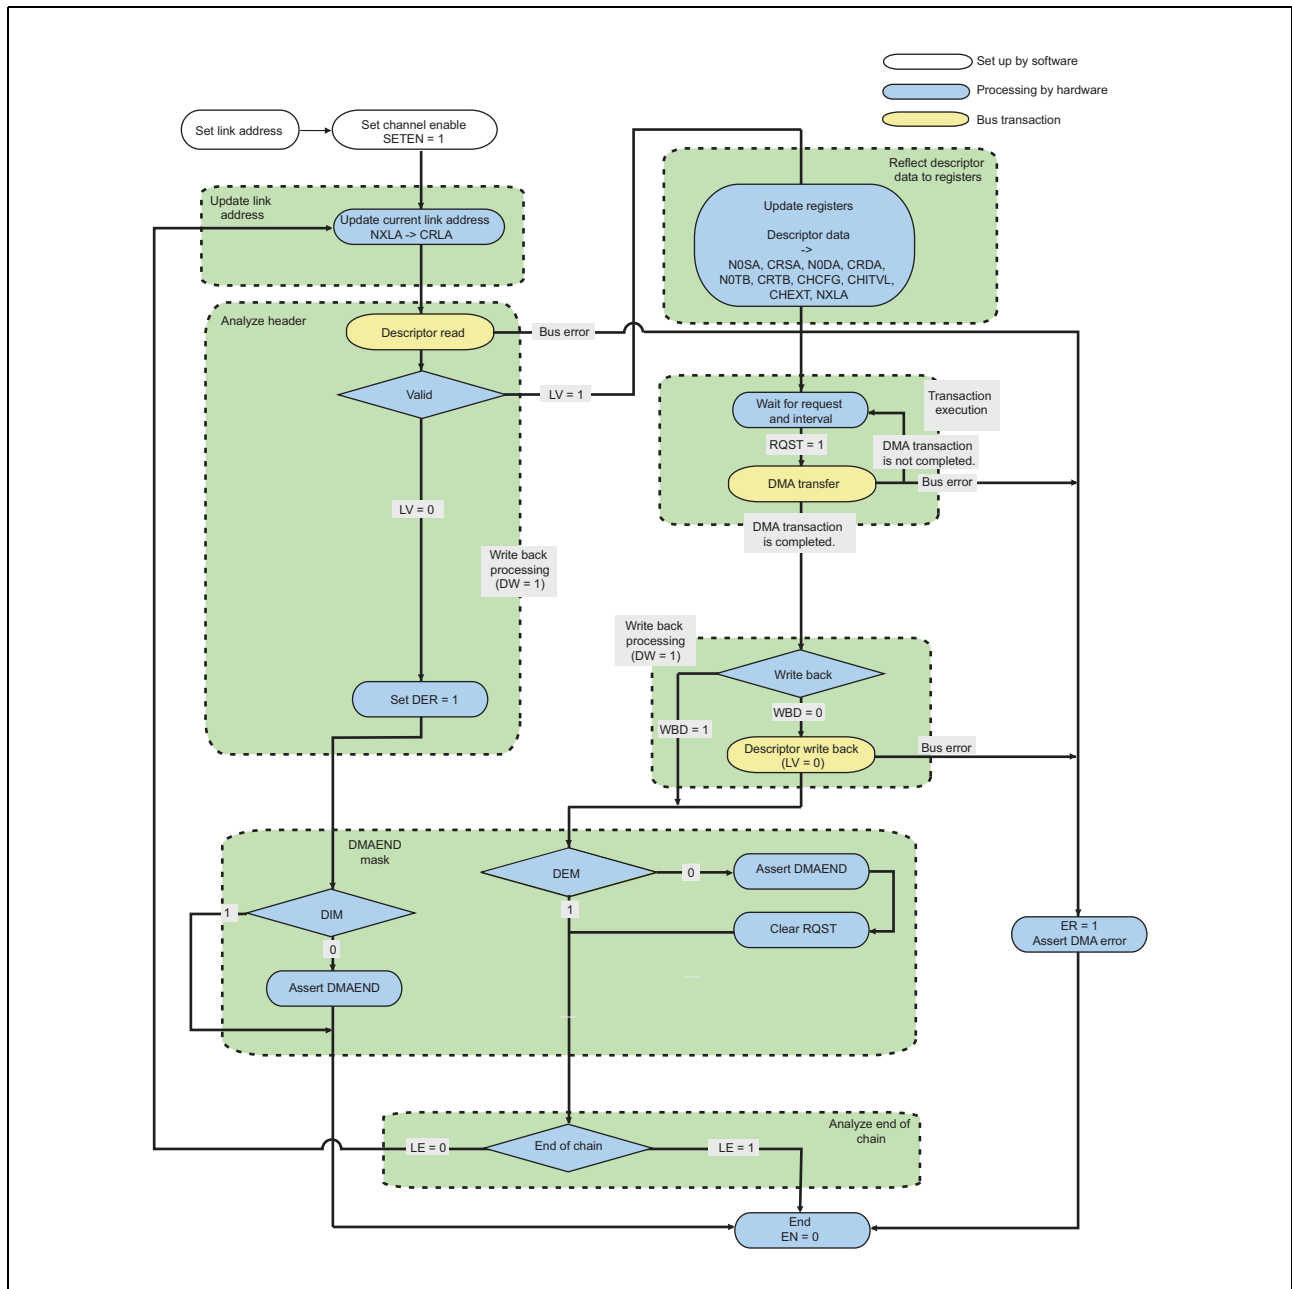 Set up by software
Processing by hardware
Bus transaction
Set link address
Set channel enable
SETEN = 1
Reflect descriptor
data to registers
Update link
address
Update current link address
NXLA -> CRLA
Update registers
Descriptor data
->
N0SA, CRSA, N0DA, CRDA,
N0TB, CRTB, CHCFG, CHITVL,
CHEXT, NXLA
Analyze header
Descriptor read
Bus error
Valid
LV = 1
Transaction
execution
Wait for request
and interval
RQST = 1
DMA transaction
is not completed.
DMA transfer
Bus error
LV = 0
DMA transaction
is completed.
Write back
processing
(DW = 1)
Write back
processing
(DW = 1)
Write back
Set DER = 1
WBD = 0
WBD = 1
Descriptor write back
(LV = 0)
Bus error
DMAEND
mask
DEM
0
Assert DMAEND
1
DIM
1
Clear RQST
ER = 1
Assert DMA error
0
Assert DMAEND
Analyze end of
chain
LE = 0
End of chain
LE = 1
End
EN = 0